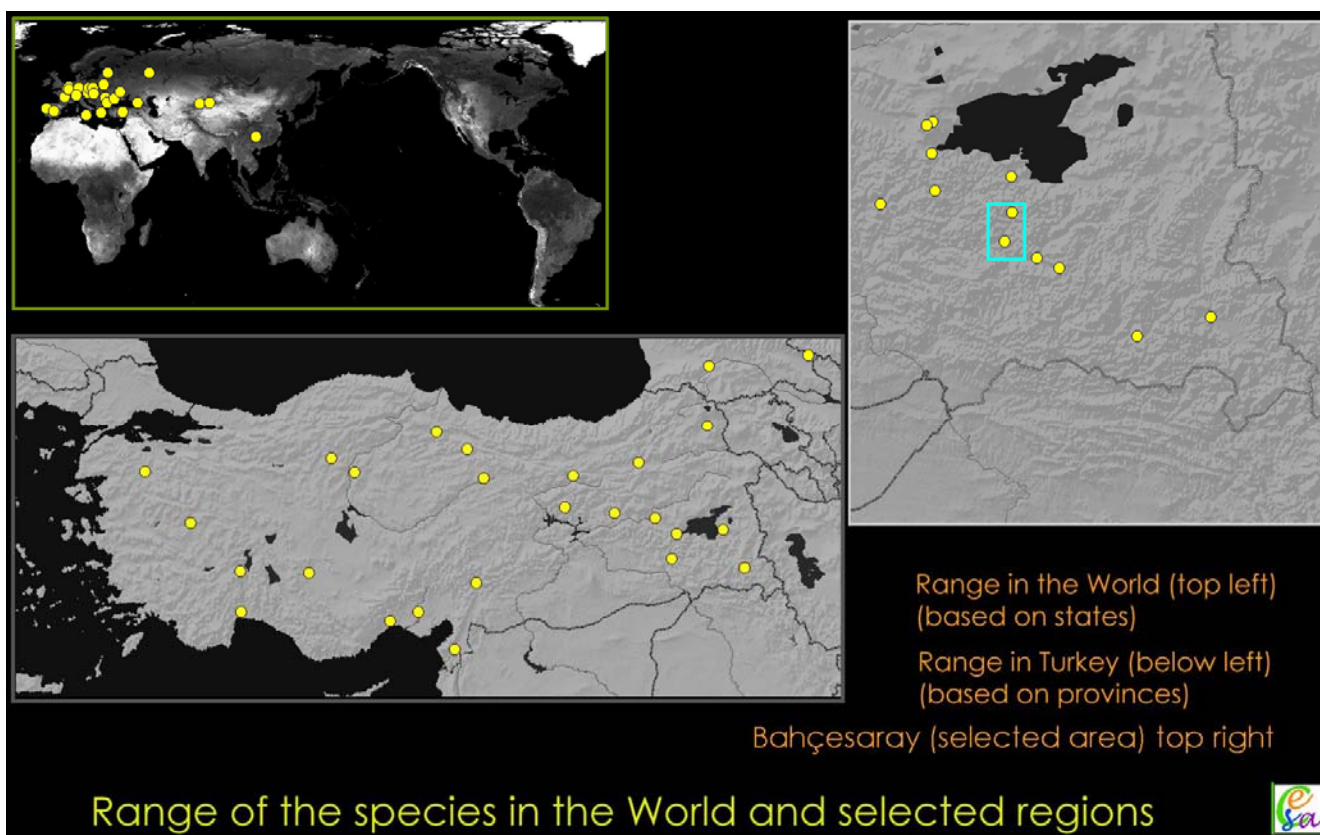 Range in the World (top left)
(based on states)
Range in Turkey (below left)
(based on provinces)
Bahçesaray (selected area) top right
Range of the species in the World and selected regions
Cesa